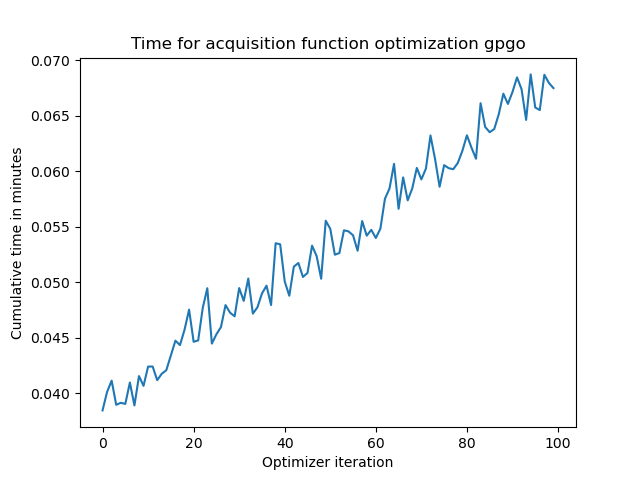 Time for acquisition function optimization gpgo
0.070
0.065
0.060
0.055
0.050
0.045
0.040
Cumulative time in minutes
0 20 40 60 80 100
Optimizer iteration